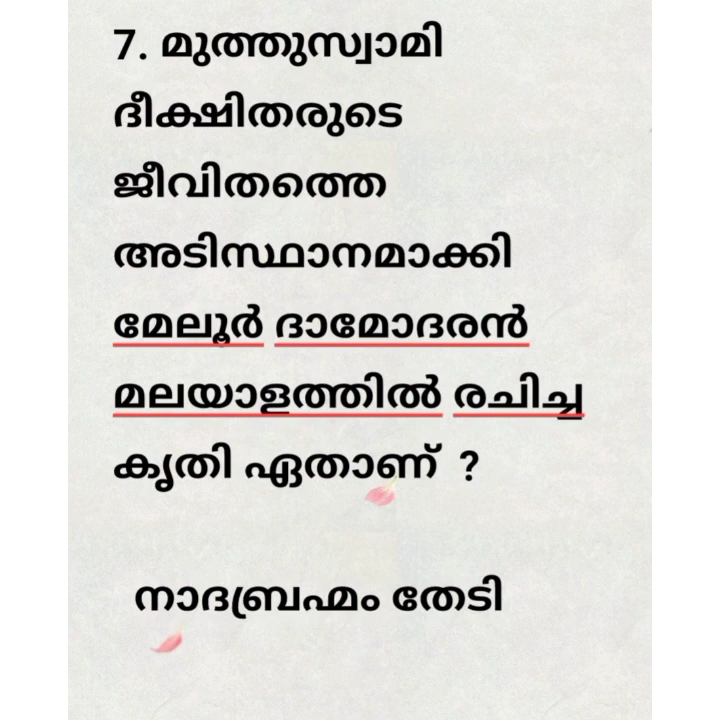 7. മുത്തുസ്വാമി
ദീക്ഷിതരുടെ
ജീവിതത്തെ
അടിസ്ഥാനമാക്കി
മേലൂർ ദാമോദരൻ
മലയാളത്തിൽ രചിച്ച
കൃതി ഏതാണ് ?
നാദബ്രഹ്മം തേടി